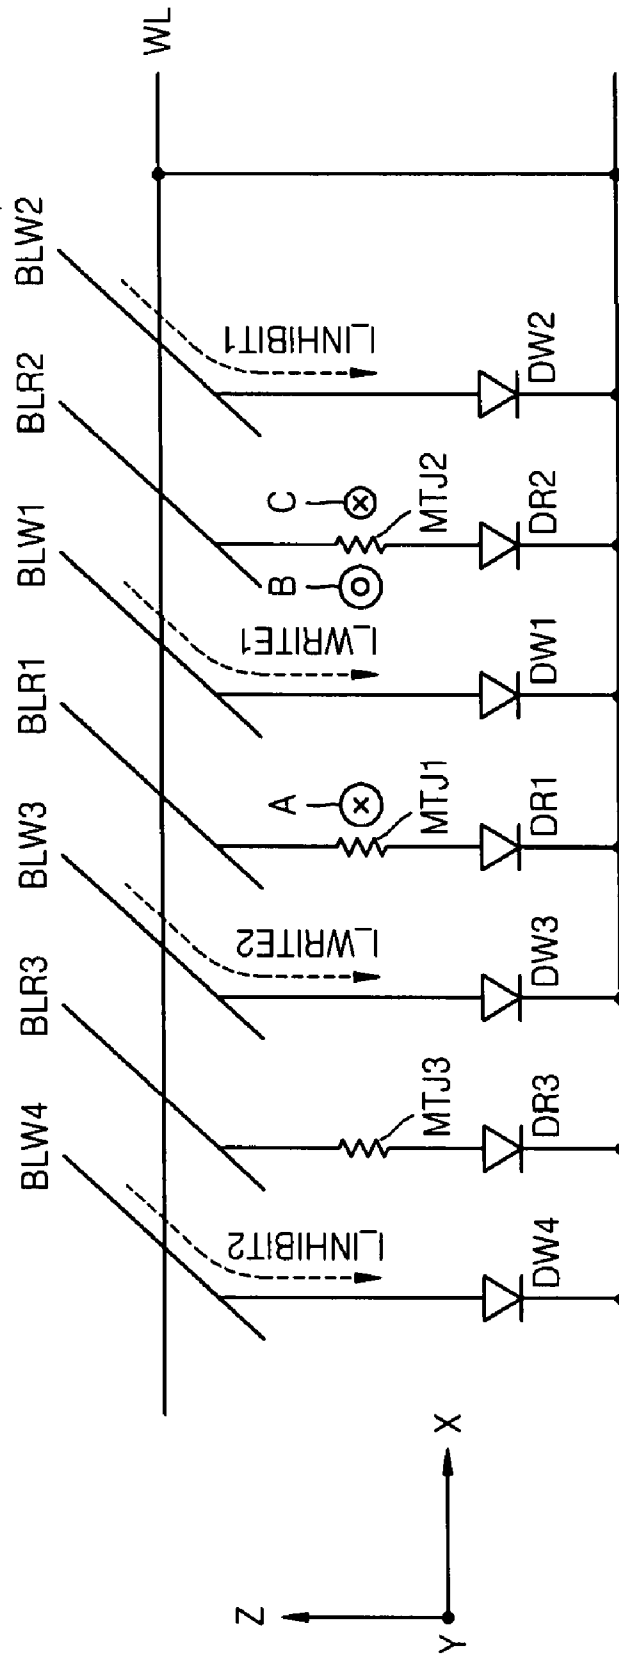 BLW4
BLR3
BLW3
BLR1
BLW1
BLR2
BLW2
WL
I_INHIBIT2
I_WRITE2
I_WRITE1
I_INHIBIT1
A
B
C
MTJ3
MTJ1
MTJ2
DW4
DR3
DW3
DR1
DW1
DR2
DW2
Z
Y
X